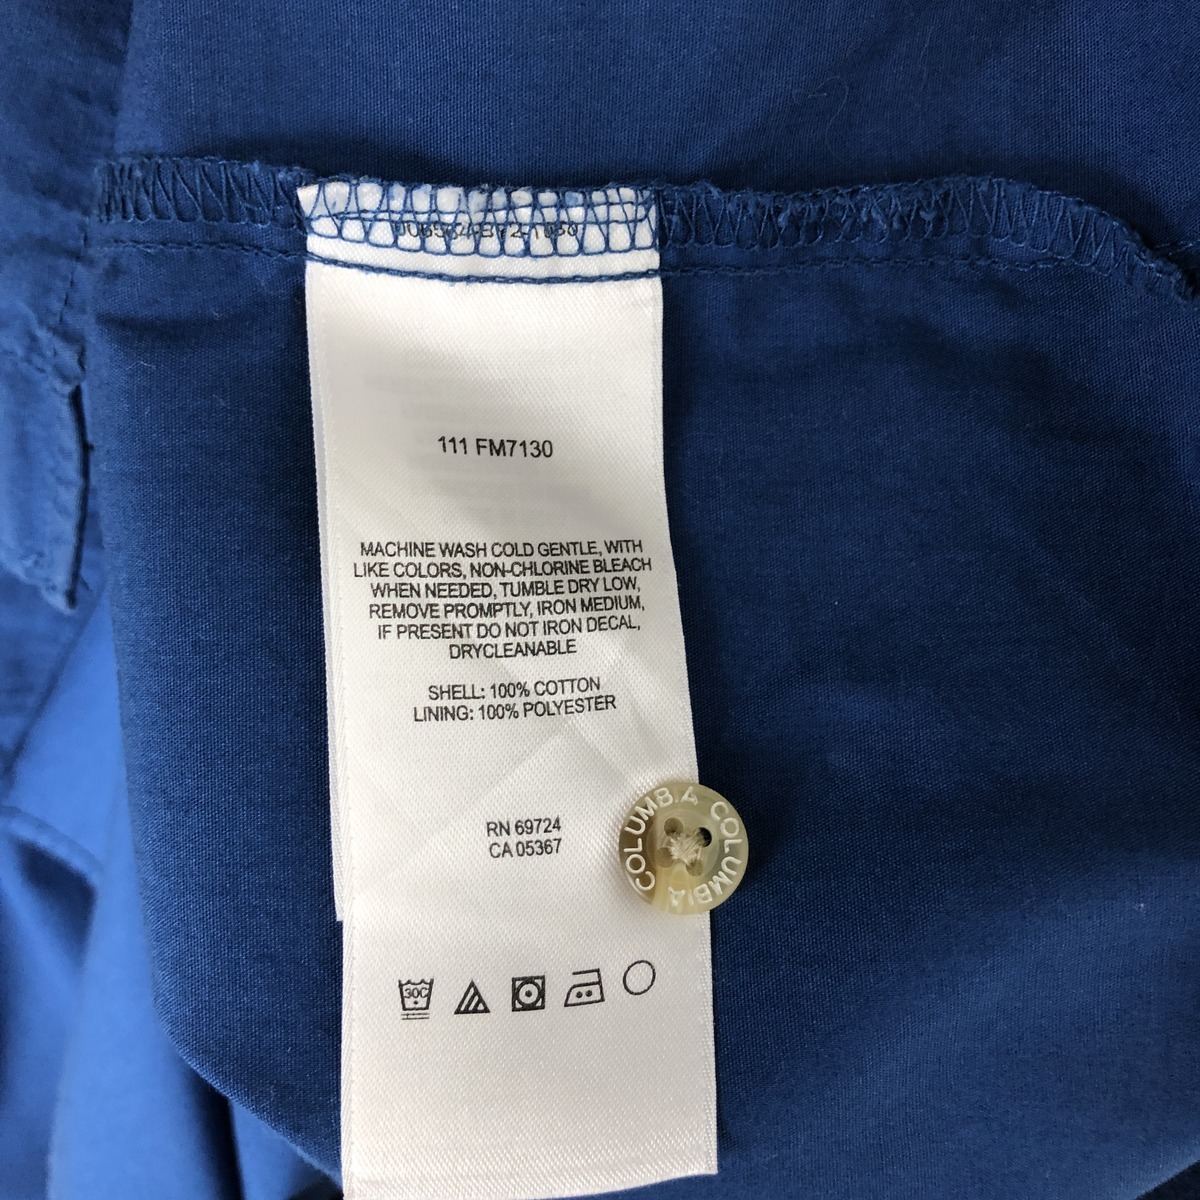 111 FM7130
MACHINE WASH COLD GENTLE, WITH
LIKE COLORS, NON-CHLORINE BLEACH
WHEN NEEDED, TUMBLE DRY LOW,
REMOVE PROMPTLY, IRON MEDIUM,
IF PRESENT DO NOT IRON DECAL,
DRYCLEANABLE
SHELL: 100% COTTON
LINING: 100% POLYESTER
RN 69724
CA 05367
COLUMBIA COLUMBIA
30C